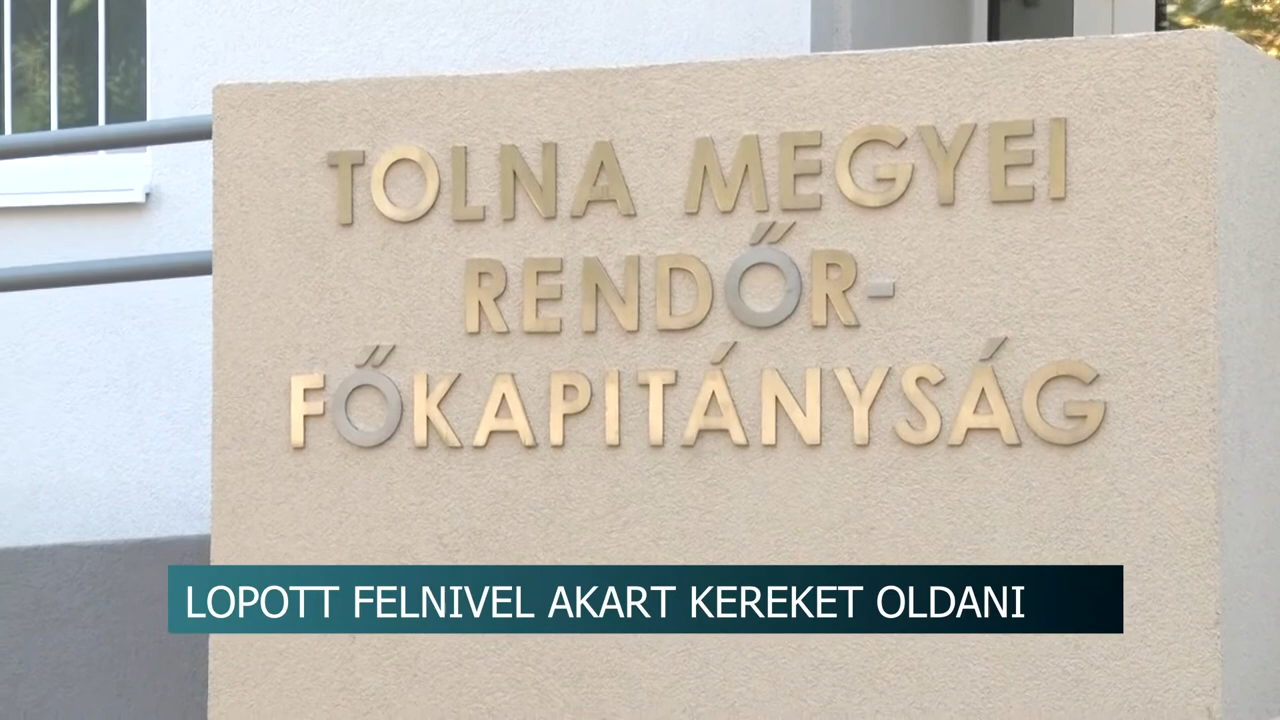 TOLNA MEGYEI
RENDŐR-
FŐKAPITÁNYSÁG
LOPOTT FELNIVEL AKART KEREKET OLDANI